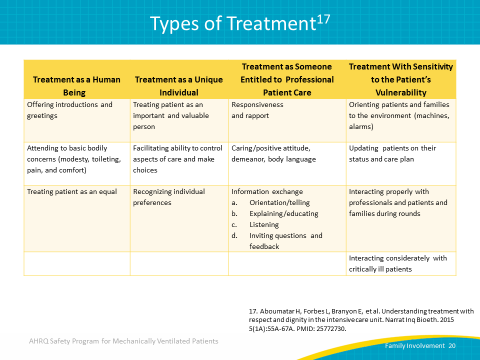 Types of Treatment17
Treatment as a Human
Being
Treatment as a Unique
Individual
Treatment as Someone
Entitled to Professional
Patient Care
Treatment With Sensitivity
to the Patient's
Vulnerability
Offering introductions and
greetings
Treating patient as an
important and valuable
person
Responsiveness
and rapport
Orienting patients and families
to the environment (machines,
alarms)
Attending to basic bodily
concerns (modesty, toileting,
pain, and comfort)
Facilitating ability to control
aspects of care and make
choices
Caring/positive attitude,
demeanor, body language
Updating patients on their
status and care plan
Treating patient as an equal
Recognizing individual
preferences
Information exchange
a. Orientation/telling
b. Explaining/educating
c. Listening
d. Inviting questions and
feedback
Interacting properly with
professionals and patients and
families during rounds
Interacting considerately with
critically ill patients
17. Aboumatar H, Forbes L, Branyon E, et al. Understanding treatment with
respect and dignity in the intensive care unit. Narrat Inq Bioeth. 2015
5(1A):55A-67A. PMID: 25772730.
AHRQ Safety Program for Mechanically Ventilated Patients
Family Involvement 20